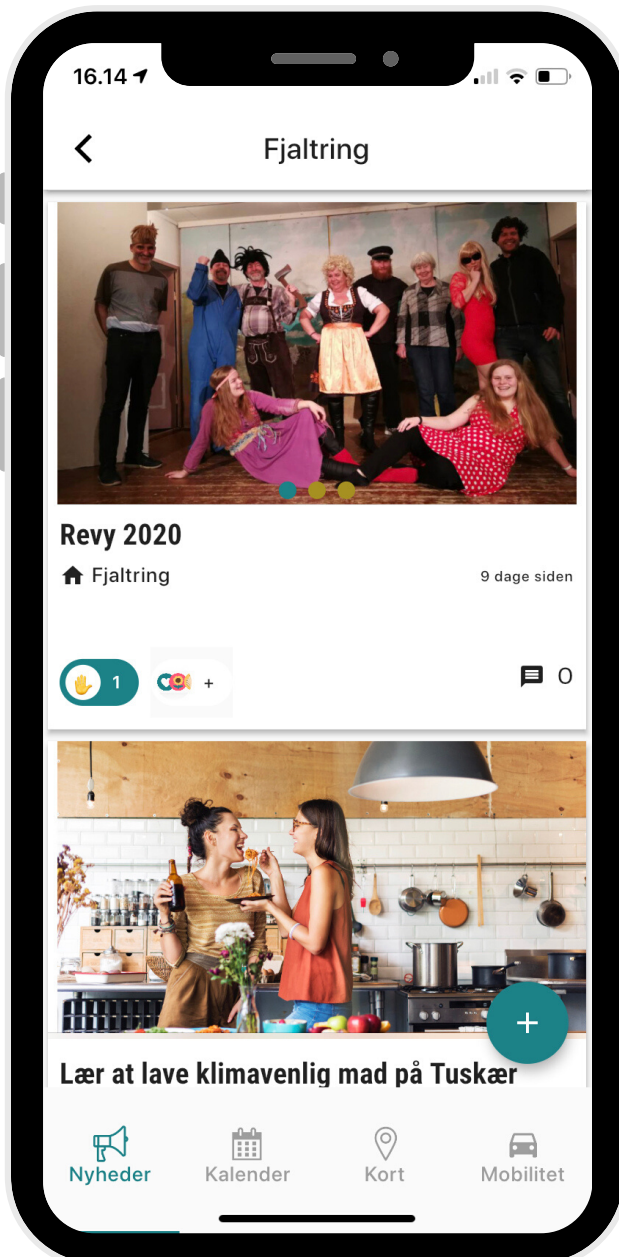 16.14
Fjaltring
Revy 2020
Fjaltring
9 dage siden
1
+
0
+
Lær at lave klimavenlig mad på Tuskær
Nyheder
Kalender
Kort
Mobilitet